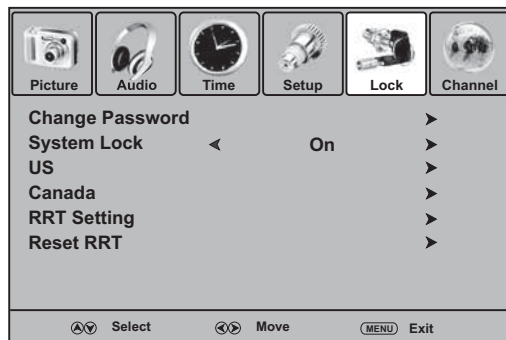 Picture Audio Time Setup Lock Channel
Change Password
System Lock On
US
Canada
RRT Setting
Reset RRT
Select Move MENU Exit